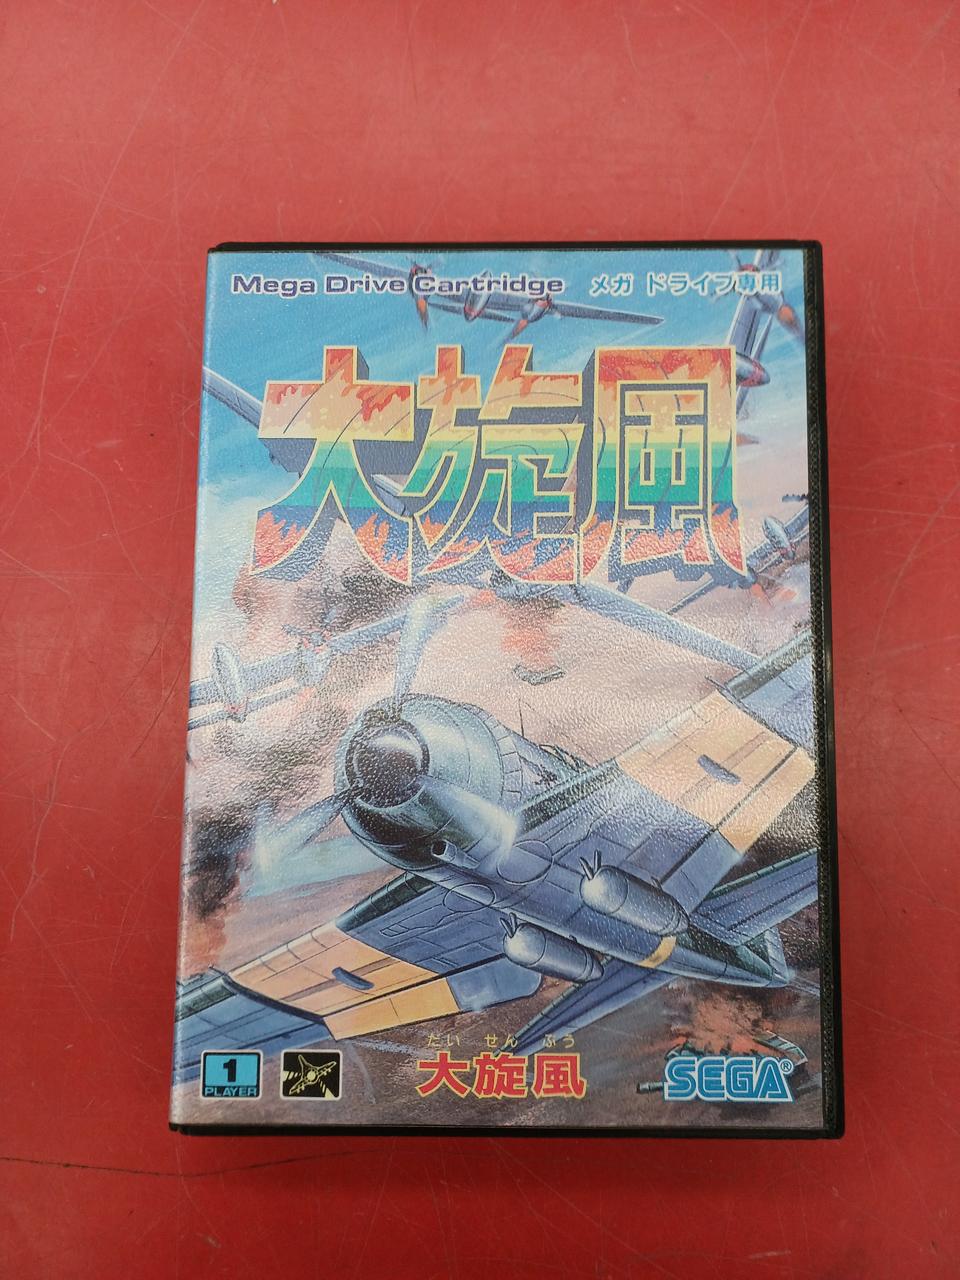 Mega Drive Cartridge メガ ドライブ専用
大旋風
だい せん ぷう
大旋風
1
PLAYER
SEGA®